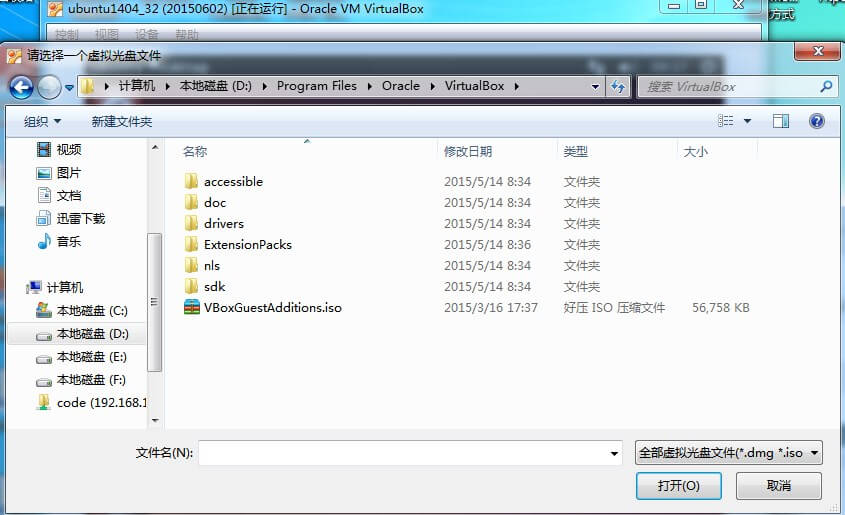 ubuntu1404_32 (20150602) [正在运行] - Oracle VM VirtualBox
方式
控制 视图 设备 帮助
请选择一个虚拟光盘文件
计算机 本地磁盘 (D:) Program Files Oracle VirtualBox
搜索 VirtualBox
组织 新建文件夹
名称 修改日期 类型 大小
视频
图片
文档
迅雷下载
音乐
计算机
本地磁盘 (C:)
本地磁盘 (D:)
本地磁盘 (E:)
本地磁盘 (F:)
code (192.168.1
accessible 2015/5/14 8:34 文件夹
doc 2015/5/14 8:34 文件夹
drivers 2015/5/14 8:34 文件夹
ExtensionPacks 2015/5/14 8:36 文件夹
nls 2015/5/14 8:34 文件夹
sdk 2015/5/14 8:34 文件夹
VBoxGuestAdditions.iso 2015/3/16 17:37 好压 ISO 压缩文件 56,758 KB
文件名(N):
全部虚拟光盘文件(*.dmg *.iso
打开(O) 取消